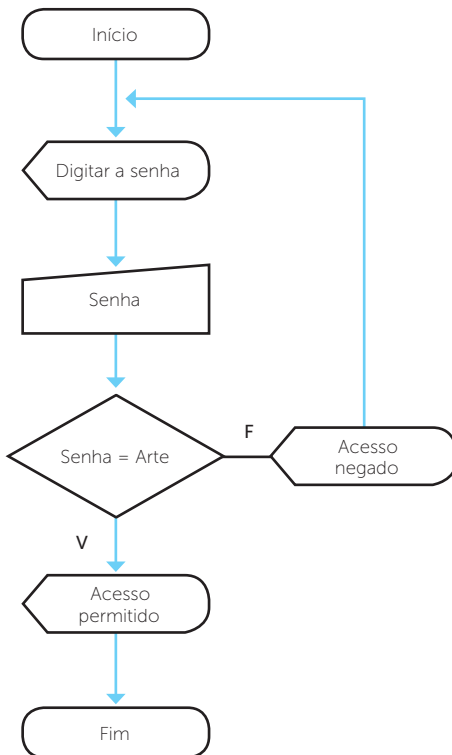 Início
Digitar a senha
Senha
Senha = Arte
F
Acesso
negado
V
Acesso
permitido
Fim